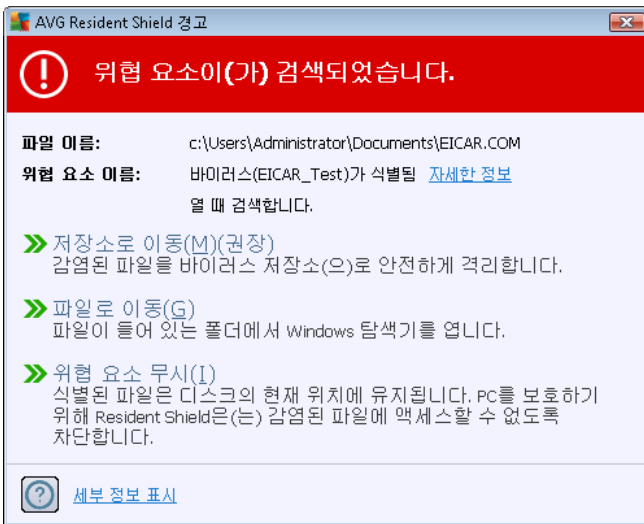 AVG Resident Shield 경고
위협 요소이(가) 검색되었습니다.
파일 이름: c:\Users\Administrator\Documents\EICAR.COM
위협 요소 이름: 바이러스(EICAR_Test)가 식별됨 자세한 정보
열 때 검색합니다.
저장소로 이동(M)(권장)
감염된 파일을 바이러스 저장소(으)로 안전하게 격리합니다.
파일로 이동(G)
파일이 들어 있는 폴더에서 Windows 탐색기를 엽니다.
위협 요소 무시(I)
식별된 파일은 디스크의 현재 위치에 유지됩니다. PC를 보호하기
위해 Resident Shield은(는) 감염된 파일에 액세스할 수 없도록
차단합니다.
세부 정보 표시